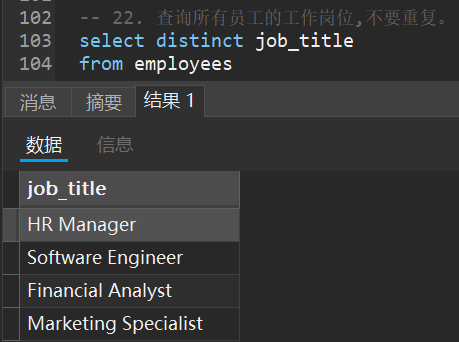 102 -- 22. 查询所有员工的工作岗位,不要重复。
103 select distinct job_title
104 from employees
消息 摘要 结果 1
数据 信息
job_title
HR Manager
Software Engineer
Financial Analyst
Marketing Specialist